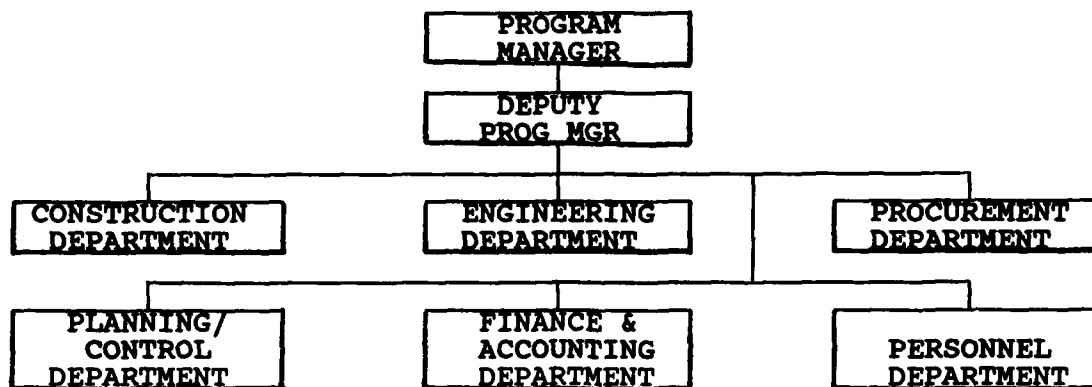 PROGRAM
MANAGER
DEPUTY
PROG MGR
CONSTRUCTION
DEPARTMENT
ENGINEERING
DEPARTMENT
PROCUREMENT
DEPARTMENT
PLANNING/
CONTROL
DEPARTMENT
FINANCE &
ACCOUNTING
DEPARTMENT
PERSONNEL
DEPARTMENT